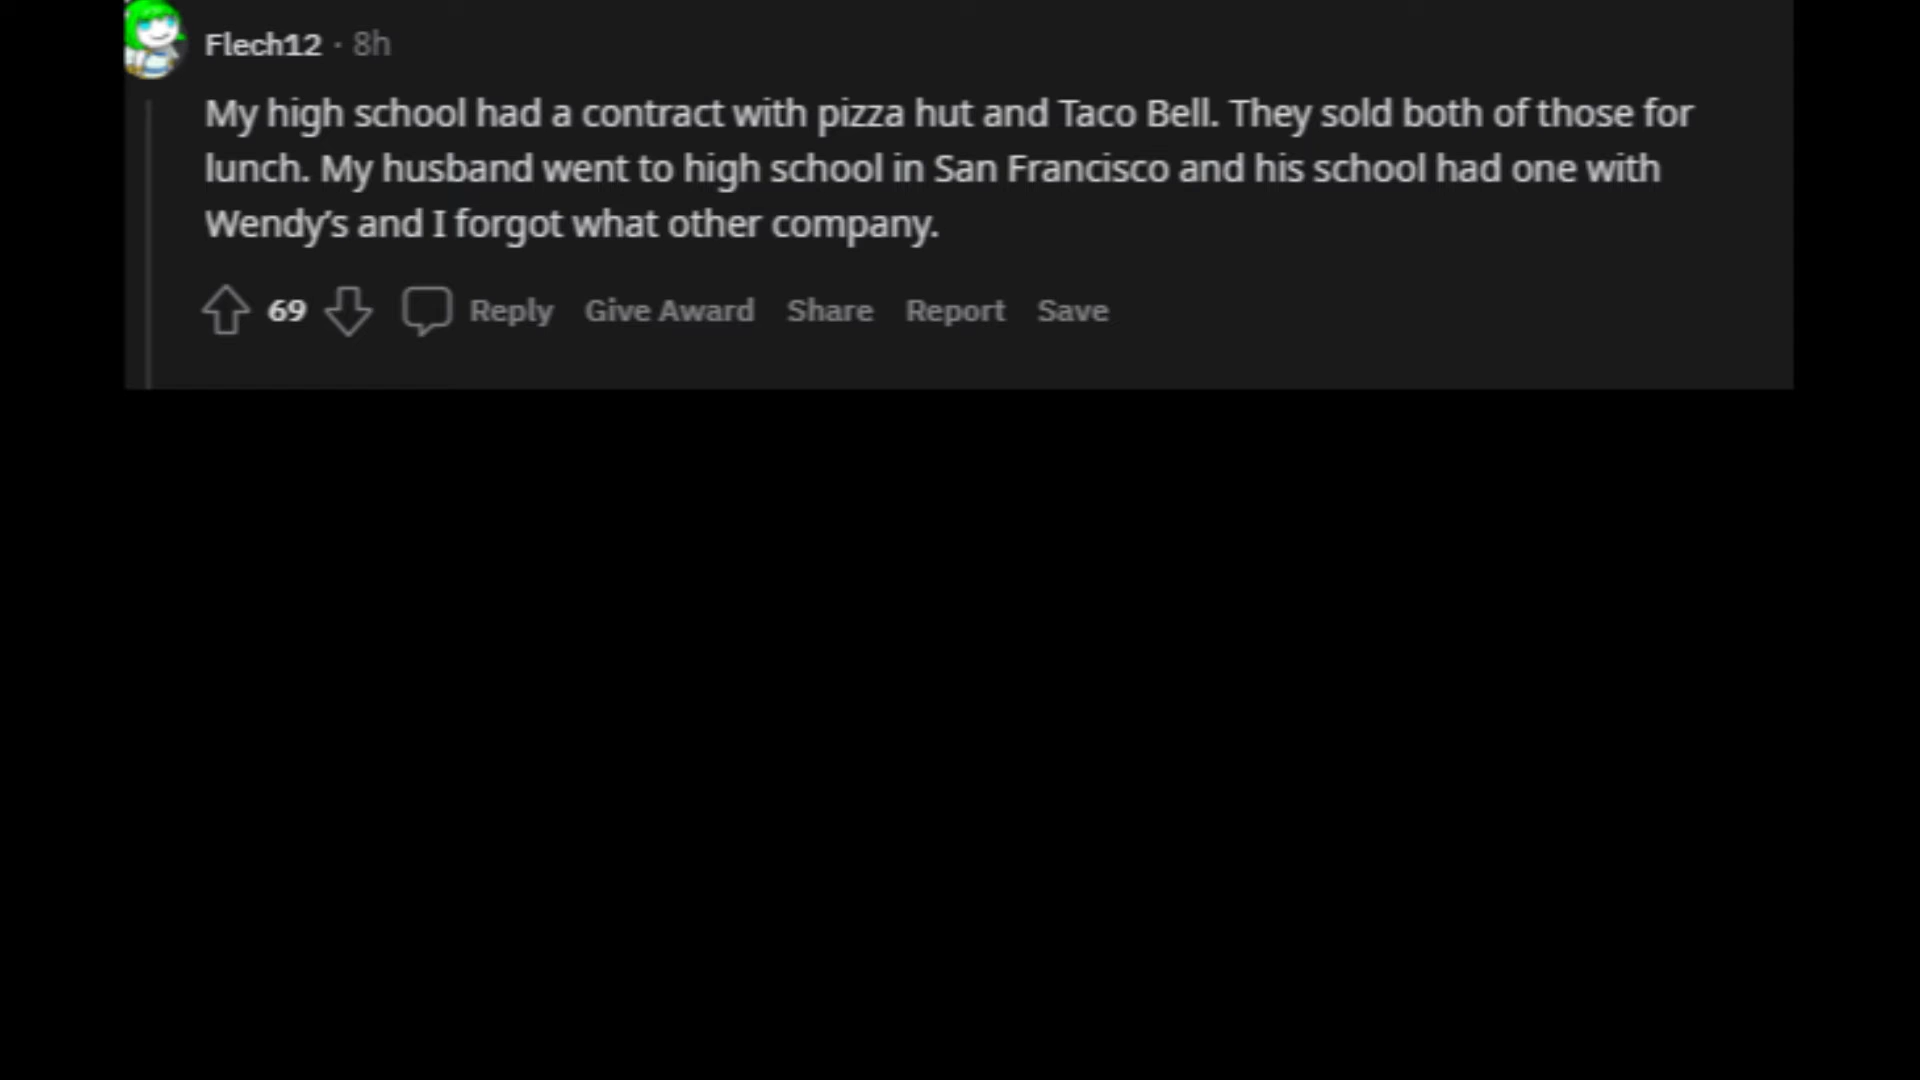 Flech12 · 8h
My high school had a contract with pizza hut and Taco Bell. They sold both of those for
lunch. My husband went to high school in San Francisco and his school had one with
Wendy’s and I forgot what other company.
69 Reply Give Award Share Report Save